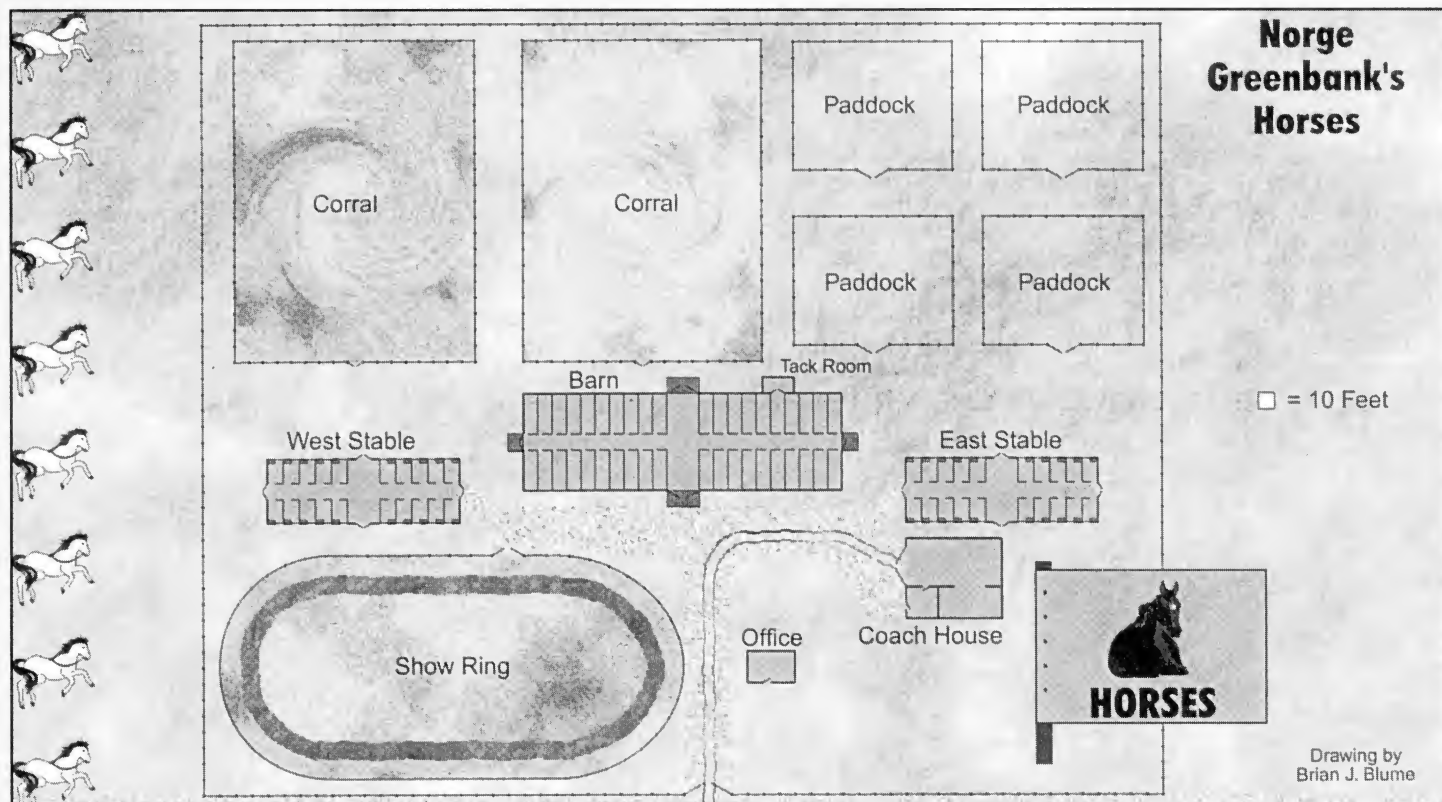 Norge
Greenbank's
Horses
Paddock
Paddock
Corral
Corral
Paddock
Paddock
Tack Room
Barn
= 10 Feet
West Stable
East Stable
Office
Coach House
Show Ring
HORSES
Drawing by
Brian J. Blume